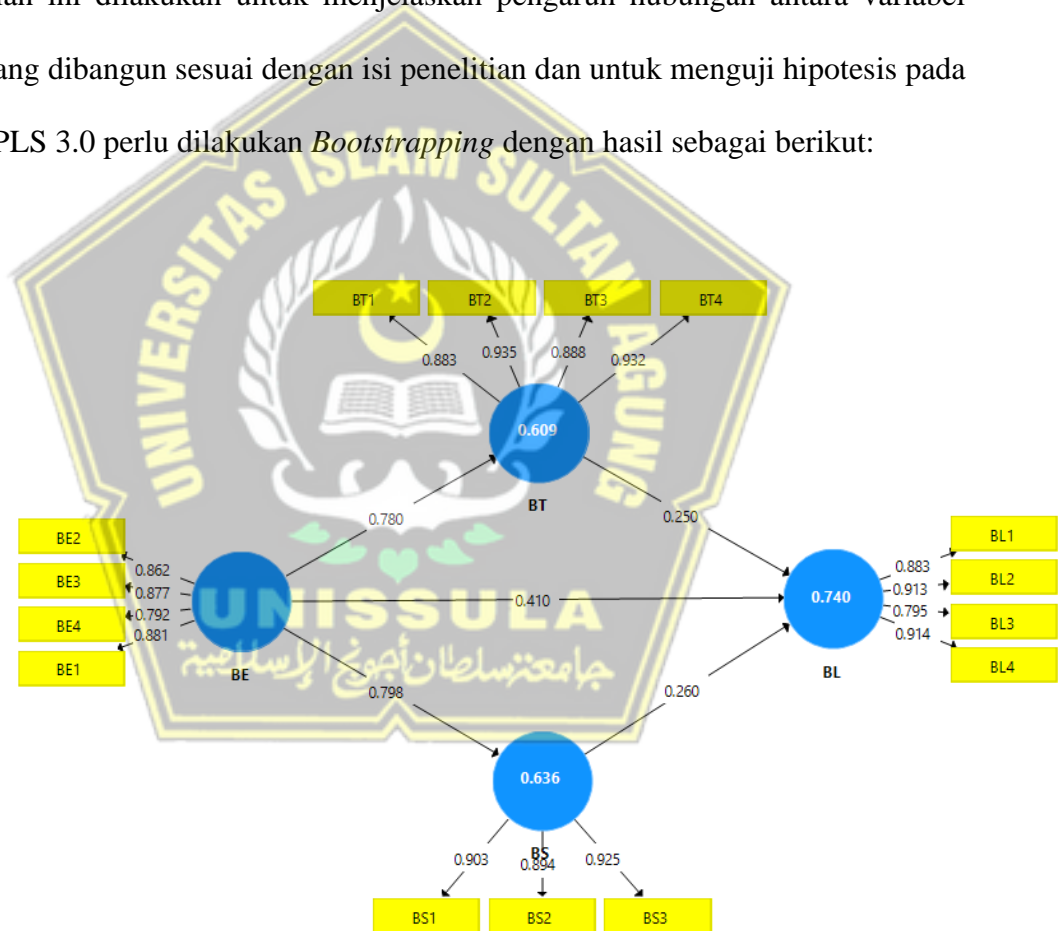 ini dilakukan untuk menjelaskan pengaruh hubungan antara variabel
ang dibangun sesuai dengan isi penelitian dan untuk menguji hipotesis pada
PLS 3.0 perlu dilakukan Bootstrapping dengan hasil sebagai berikut:
UNIVERSITAS ISLAM SULTAN AGUNG
BT1 BT2 BT3 BT4
0.883 0.935 0.888 0.932
0.609
BT
0.780 0.250
BE2
BE3
BE4
BE1
0.862
0.877
0.792
0.881
BE
0.410
0.740
BL
0.883
0.913
0.795
0.914
BL1
BL2
BL3
BL4
UNISSULA
جامعة سلطان أجونج الإسلامية
0.798 0.260
0.636
BS
0.903 0.894 0.925
BS1 BS2 BS3